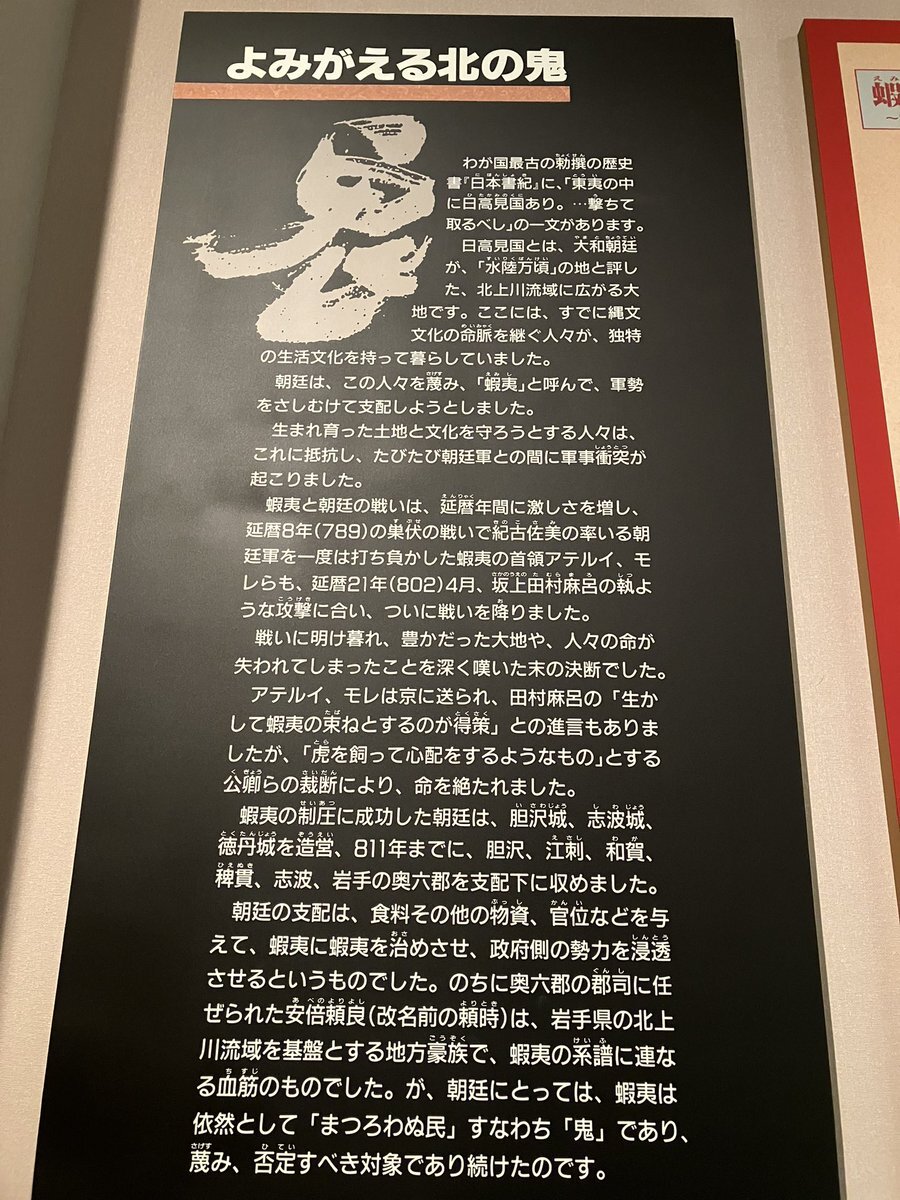 よみがえる北の鬼
鬼
わが国最古の勅撰の歴史
書『日本書紀』に、「東夷の中
に日高見国あり。…撃ちて
取るべし」の一文があります。
日高見国とは、大和朝廷
が、「水陸万頃」の地と評し
た、北上川流域に広がる大
地です。ここには、すでに縄文
文化の命脈を継ぐ人々が、独特
の生活文化を持って暮らしていました。
朝廷は、この人々を蔑み、「蝦夷」と呼んで、軍勢
をさしむけて支配しようとしました。
生まれ育った土地と文化を守ろうとする人々は、
これに抵抗し、たびたび朝廷軍との間に軍事衝突が
起こりました。
蝦夷と朝廷の戦いは、延暦年間に激しさを増し、
延暦8年(789)の巣伏の戦いで紀古佐美の率いる朝
廷軍を一度は打ち負かした蝦夷の首領アテルイ、モ
レらも、延暦21年(802)4月、坂上田村麻呂の執よ
うな攻撃に合い、ついに戦いを降りました。
戦いに明け暮れ、豊かだった大地や、人々の命が
失われてしまったことを深く嘆いた末の決断でした。
アテルイ、モレは京に送られ、田村麻呂の「生か
して蝦夷の束ねとするのが得策」との進言もありま
したが、「虎を飼って心配をするようなもの」とする
公卿らの裁断により、命を絶たれました。
蝦夷の制圧に成功した朝廷は、胆沢城、志波城、
徳丹城を造営、811年までに、胆沢、江刺、和賀、
稗貫、志波、岩手の奥六郡を支配下に収めました。
朝廷の支配は、食料その他の物資、官位などを与
えて、蝦夷に蝦夷を治めさせ、政府側の勢力を浸透
させるというものでした。のちに奥六郡の郡司に任
ぜられた安倍頼良(改名前の頼時)は、岩手県の北上
川流域を基盤とする地方豪族で、蝦夷の系譜に連な
る血筋のものでした。が、朝廷にとっては、蝦夷は
依然として「まつろわぬ民」すなわち「鬼」であり、
蔑み、否定すべき対象であり続けたのです。
蝦